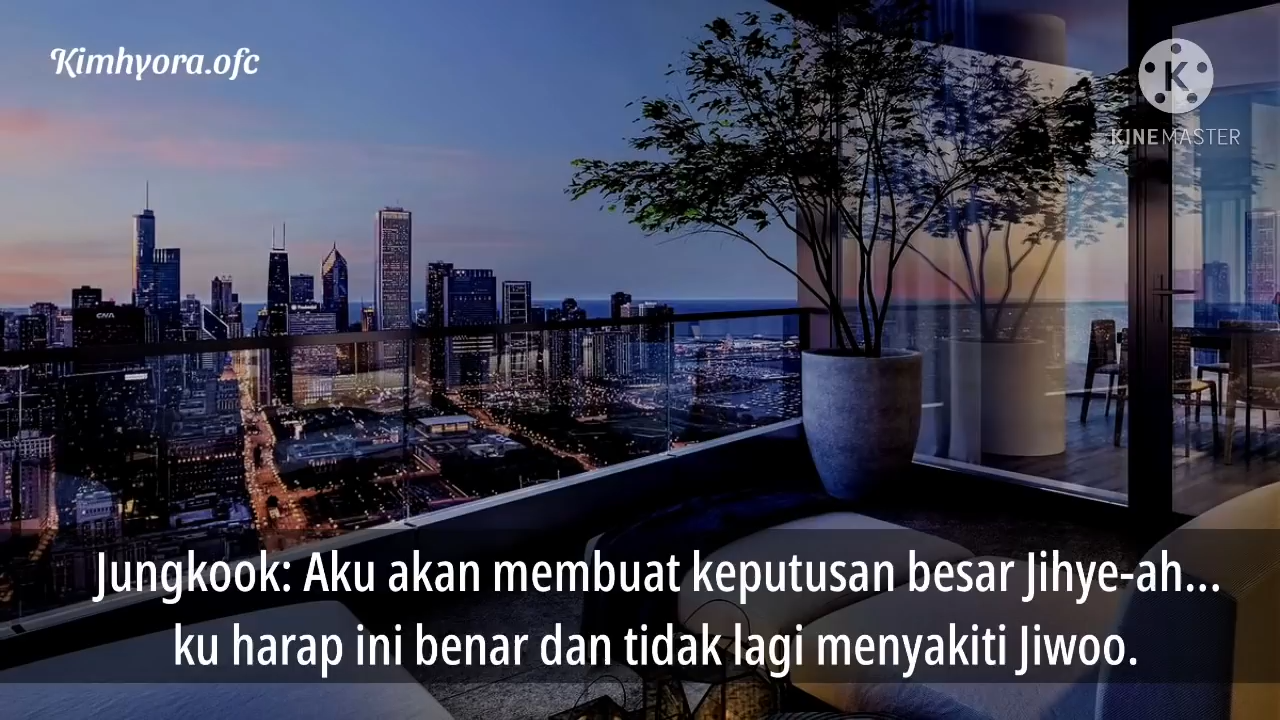 Kimhyora.ofc
K
KINEMASTER
CNA
Jungkook: Aku akan membuat keputusan besar Jihye-ah...
ku harap ini benar dan tidak lagi menyakiti Jiwoo.